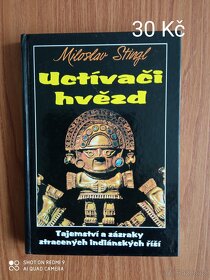 30 Kč
Miloslav Stingl
Uctívači
hvězd
Tajemství a zázraky
ztracených indiánských říší
SHOT ON REDMI 9
AI QUAD CAMERA